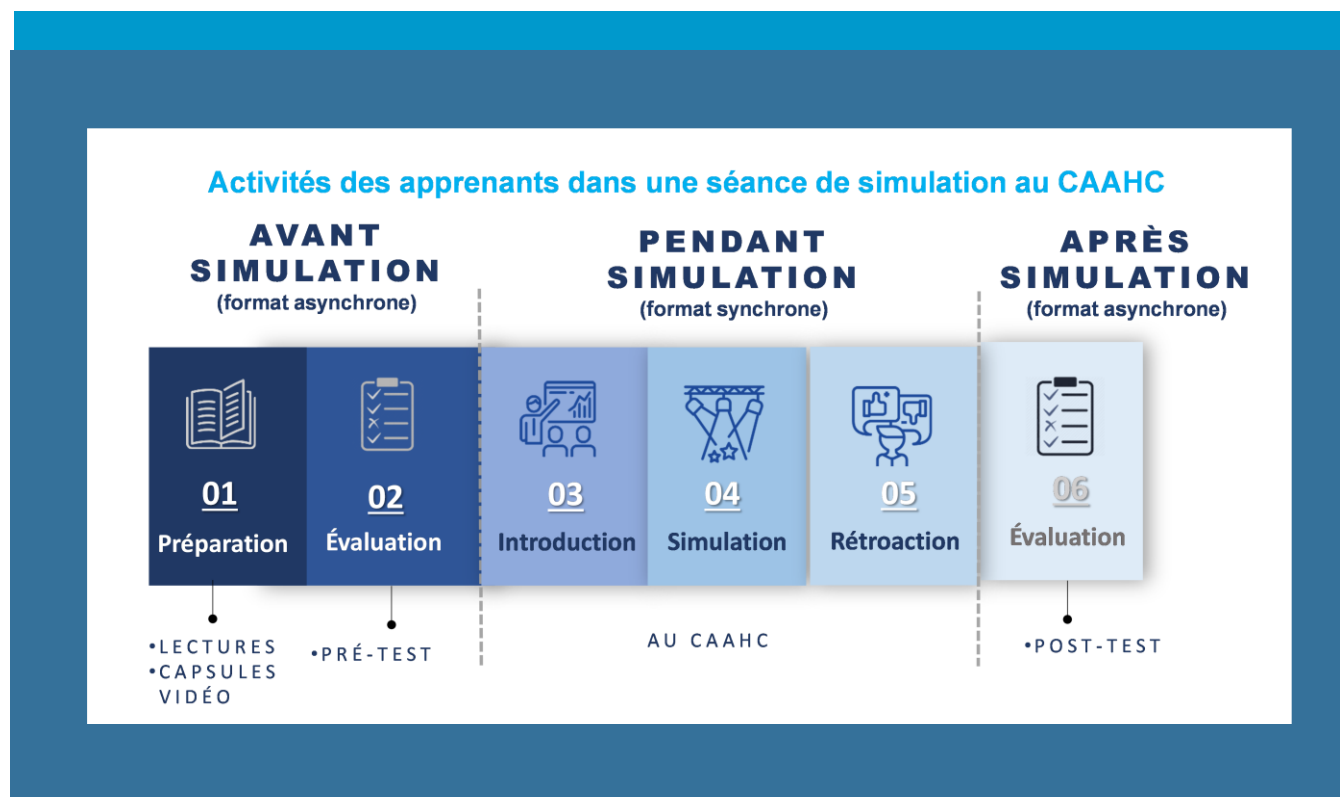 Activités des apprenants dans une séance de simulation au CAAHC
AVANT
SIMULATION
(format asynchrone)
PENDANT
SIMULATION
(format synchrone)
APRÈS
SIMULATION
(format asynchrone)
01
Préparation
02
Évaluation
03
Introduction
04
Simulation
05
Rétroaction
06
Évaluation
•LECTURES
•CAPSULES
VIDÉO
•PRÉ-TEST
AU CAAHC
•POST-TEST